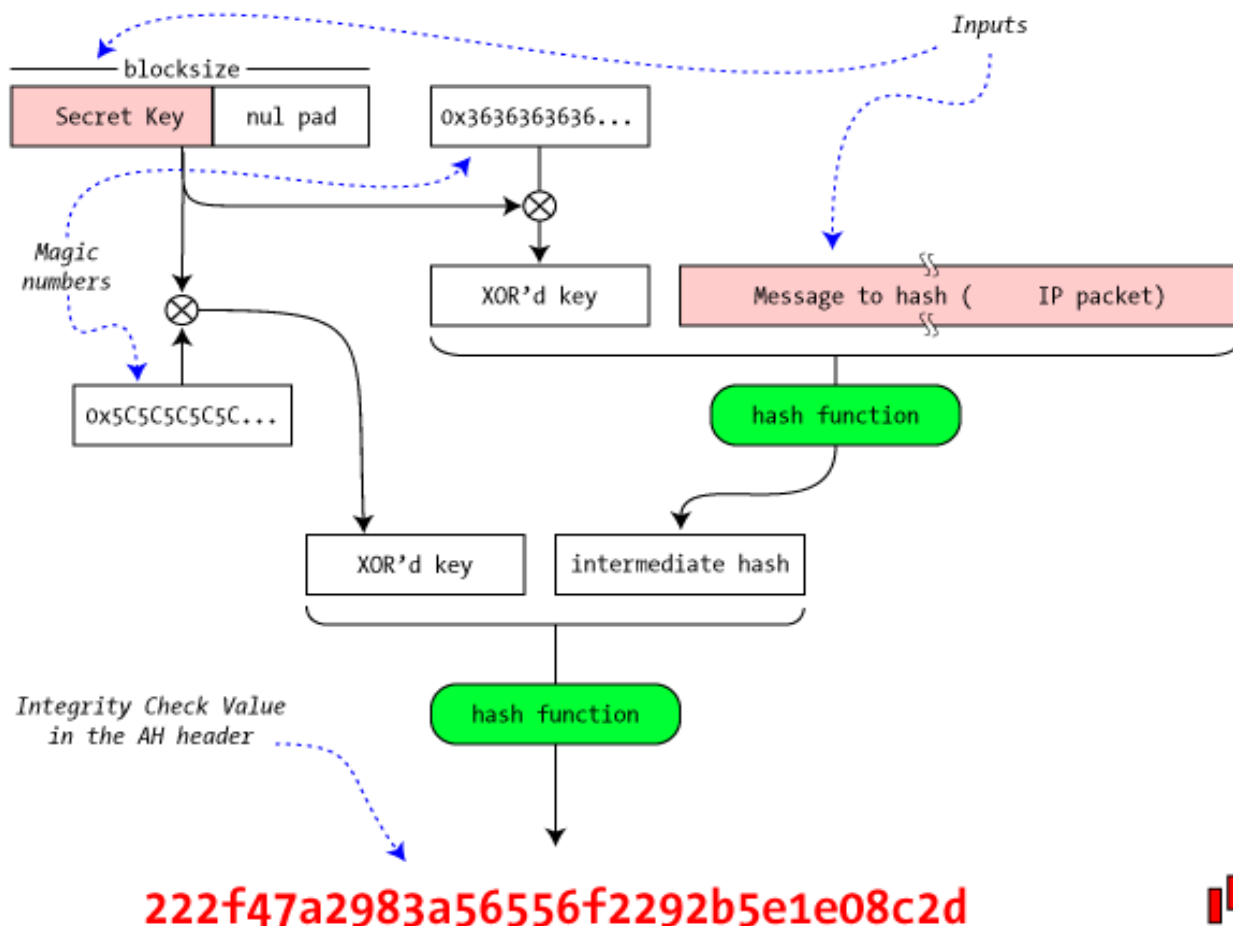 Inputs
blocksize
Secret Key
nul pad
0x3636363636...
Magic
numbers
XOR'd key
Message to hash ( IP packet)
0x5C5C5C5C5C...
hash function
XOR'd key
intermediate hash
Integrity Check Value
in the AH header
hash function
222f47a2983a56556f2292b5e1e08c2d